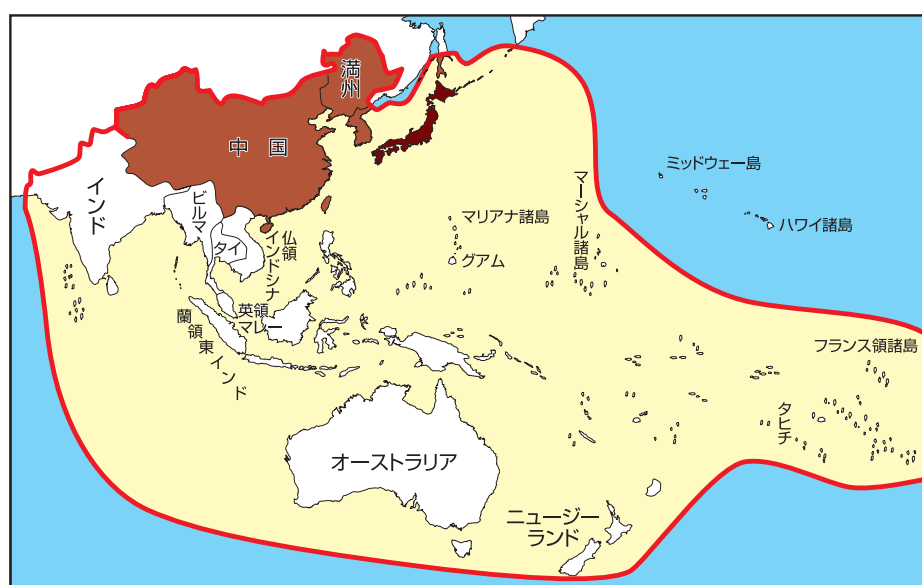 満州
中国
インド
ビルマ
タイ
仏領
インドシナ
英領
マレー
蘭領東インド
マリアナ諸島
グアム
マーシャル諸島
ミッドウェー島
ハワイ諸島
フランス領諸島
タヒチ
オーストラリア
ニュージー
ランド